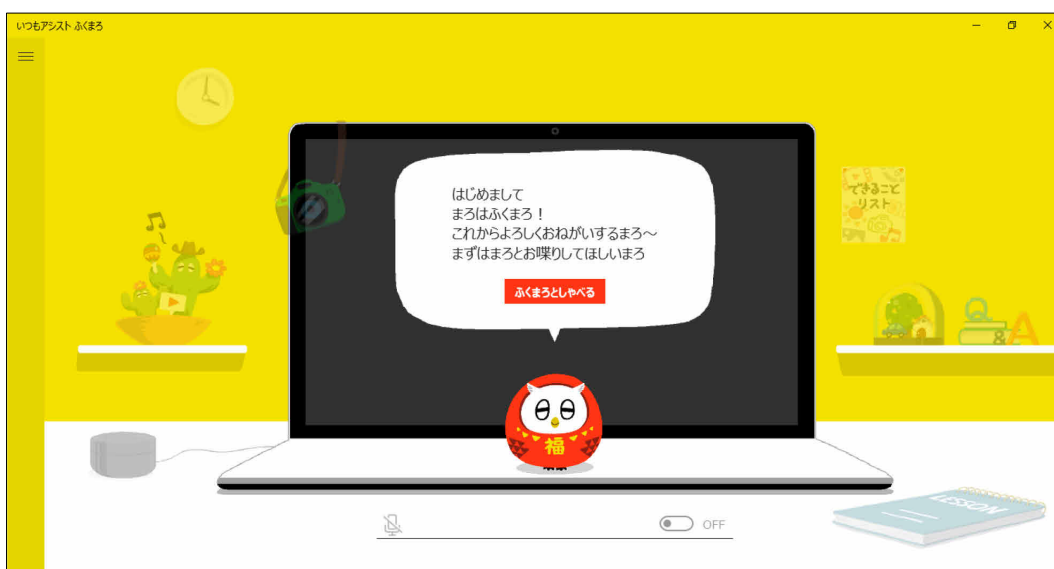 いつもアシスト ふくまろ
はじめまして
まろはふくまろ！
これからよろしくおねがいするまろ～
まずはまろとお喋りしてほしいまろ
ふくまろとしゃべる
できること
リスト
Q
&
A
福
LESSON
OFF